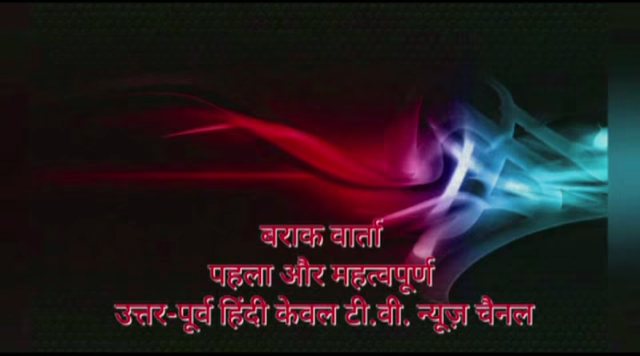 बराक वार्ता
पहला और महत्वपूर्ण
उत्तर-पूर्व हिंदी केवल टी.वी. न्यूज़ चैनल